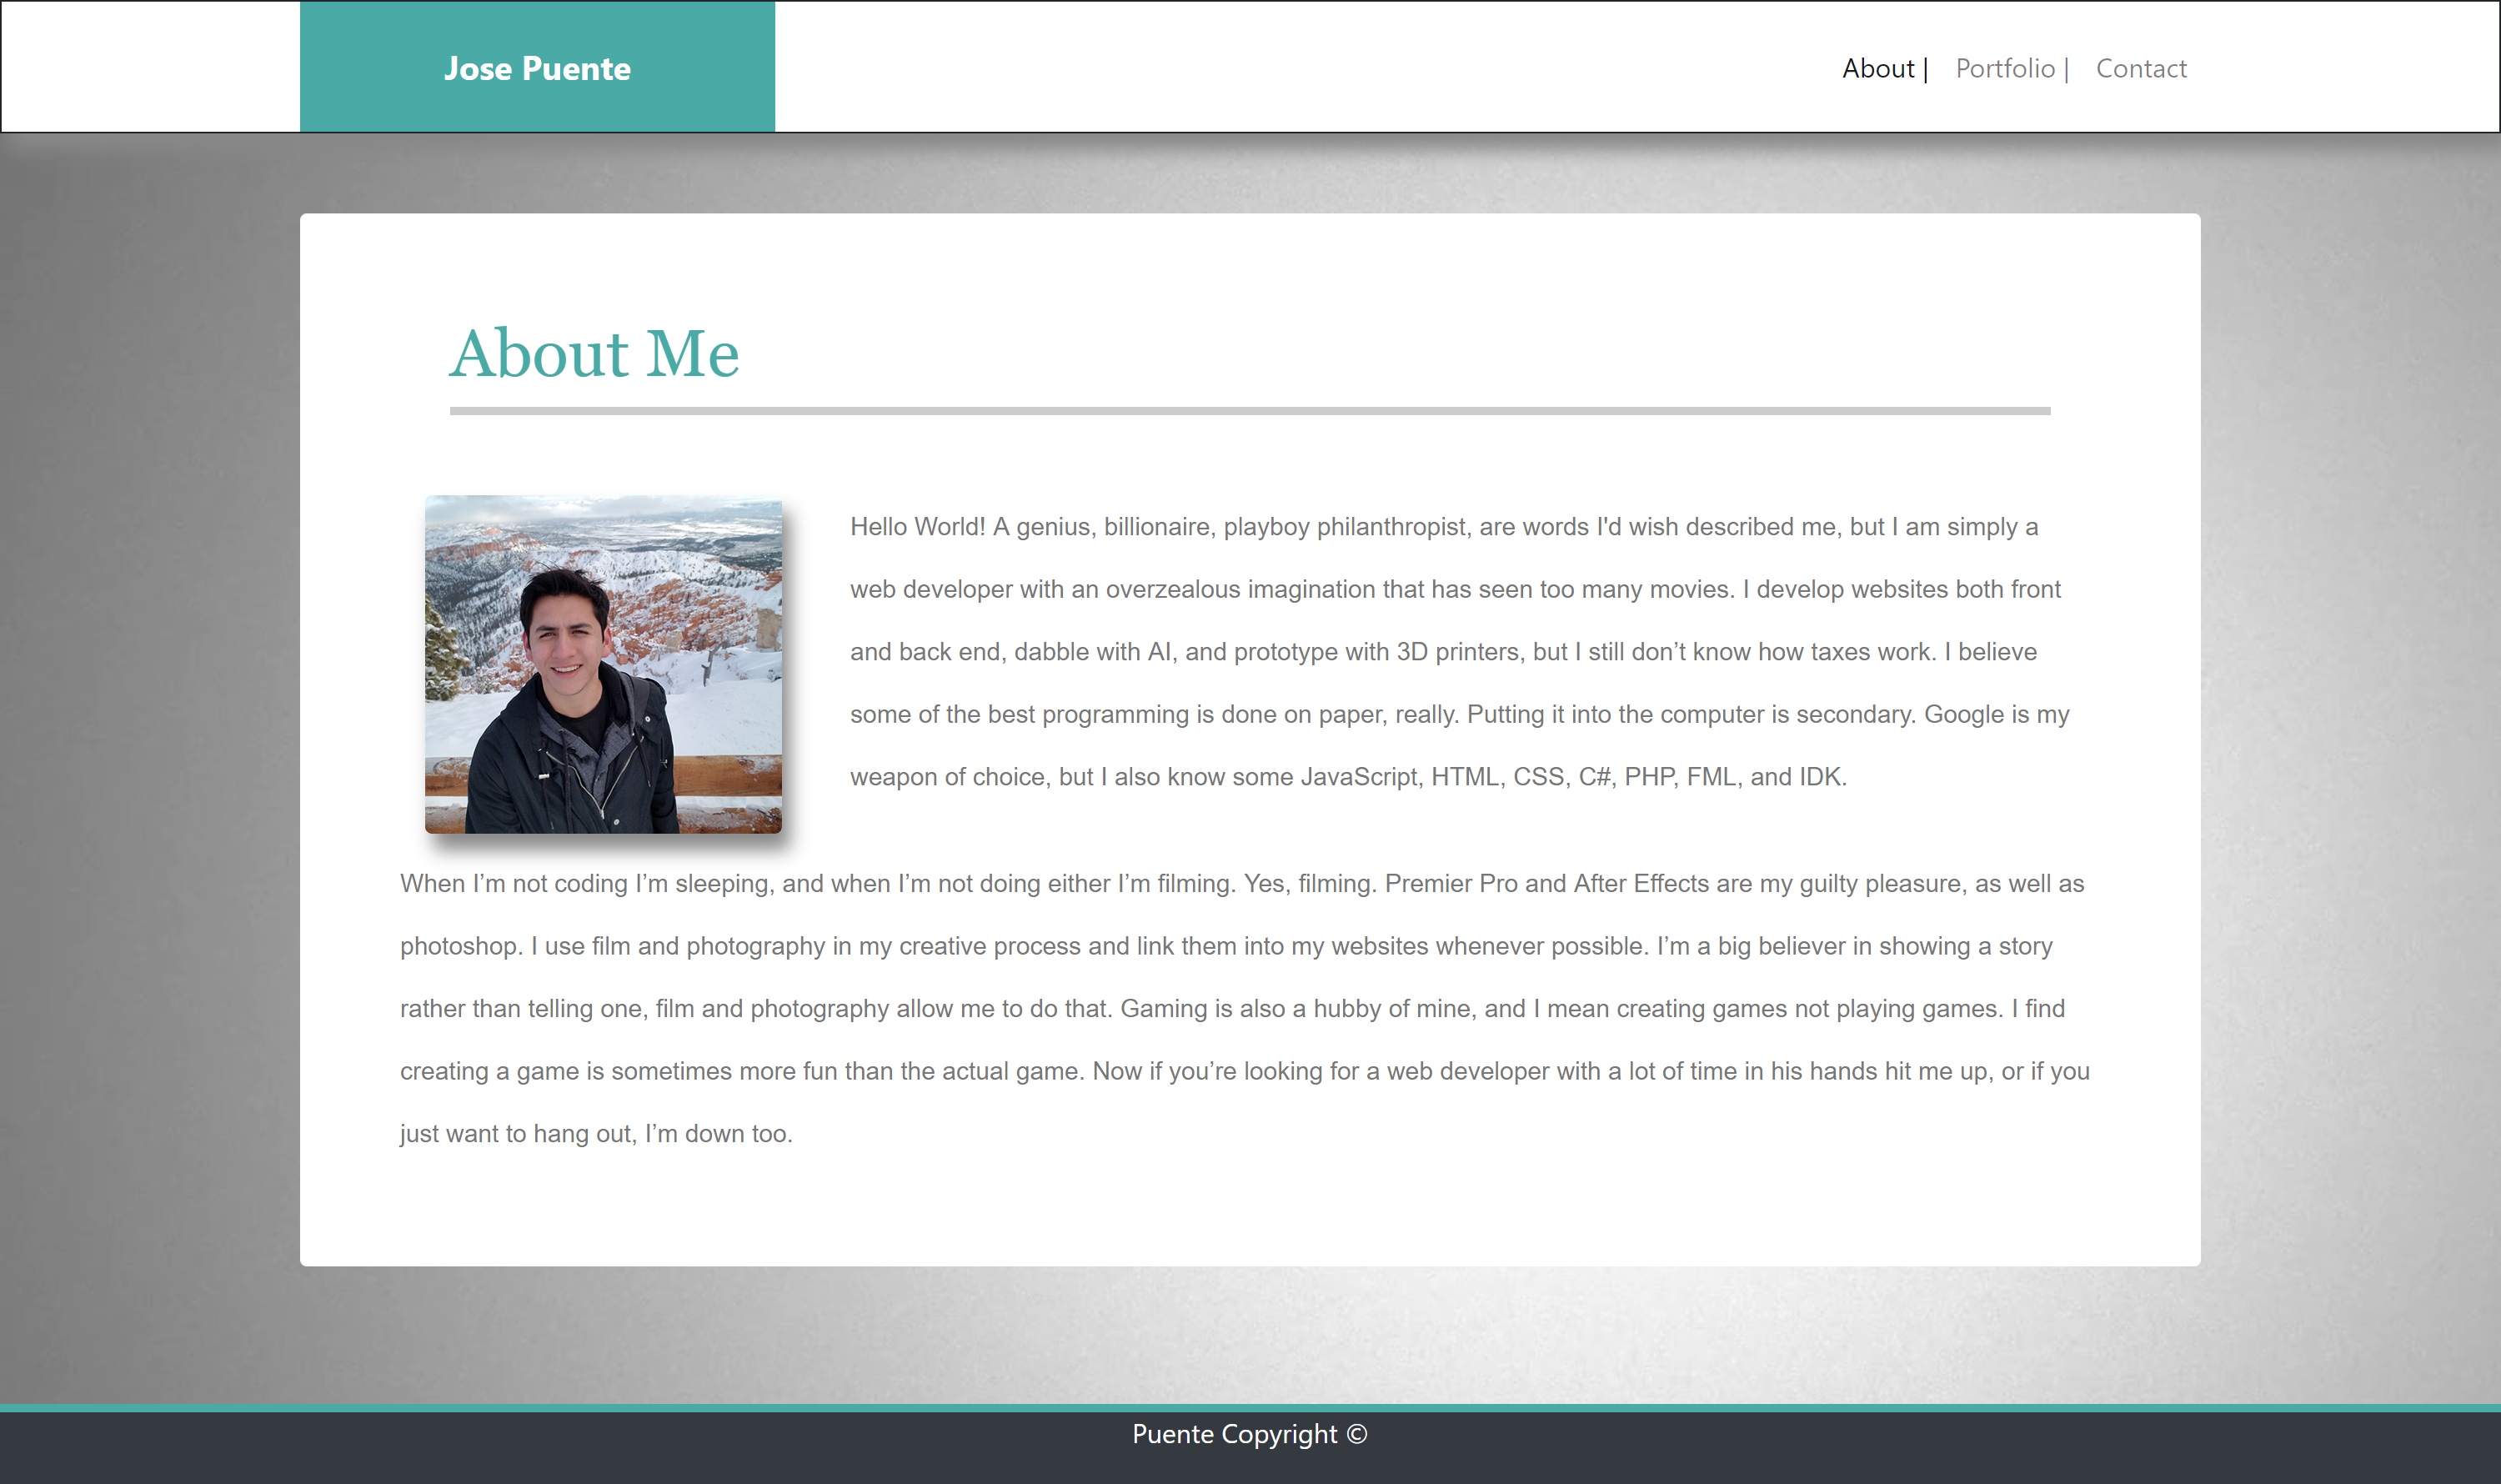 Jose Puente
About | Portfolio | Contact
About Me
Hello World! A genius, billionaire, playboy philanthropist, are words I'd wish described me, but I am simply a
web developer with an overzealous imagination that has seen too many movies. I develop websites both front
and back end, dabble with AI, and prototype with 3D printers, but I still don’t know how taxes work. I believe
some of the best programming is done on paper, really. Putting it into the computer is secondary. Google is my
weapon of choice, but I also know some JavaScript, HTML, CSS, C#, PHP, FML, and IDK.
When I’m not coding I’m sleeping, and when I’m not doing either I’m filming. Yes, filming. Premier Pro and After Effects are my guilty pleasure, as well as
photoshop. I use film and photography in my creative process and link them into my websites whenever possible. I’m a big believer in showing a story
rather than telling one, film and photography allow me to do that. Gaming is also a hubby of mine, and I mean creating games not playing games. I find
creating a game is sometimes more fun than the actual game. Now if you’re looking for a web developer with a lot of time in his hands hit me up, or if you
just want to hang out, I’m down too.
Puente Copyright ©